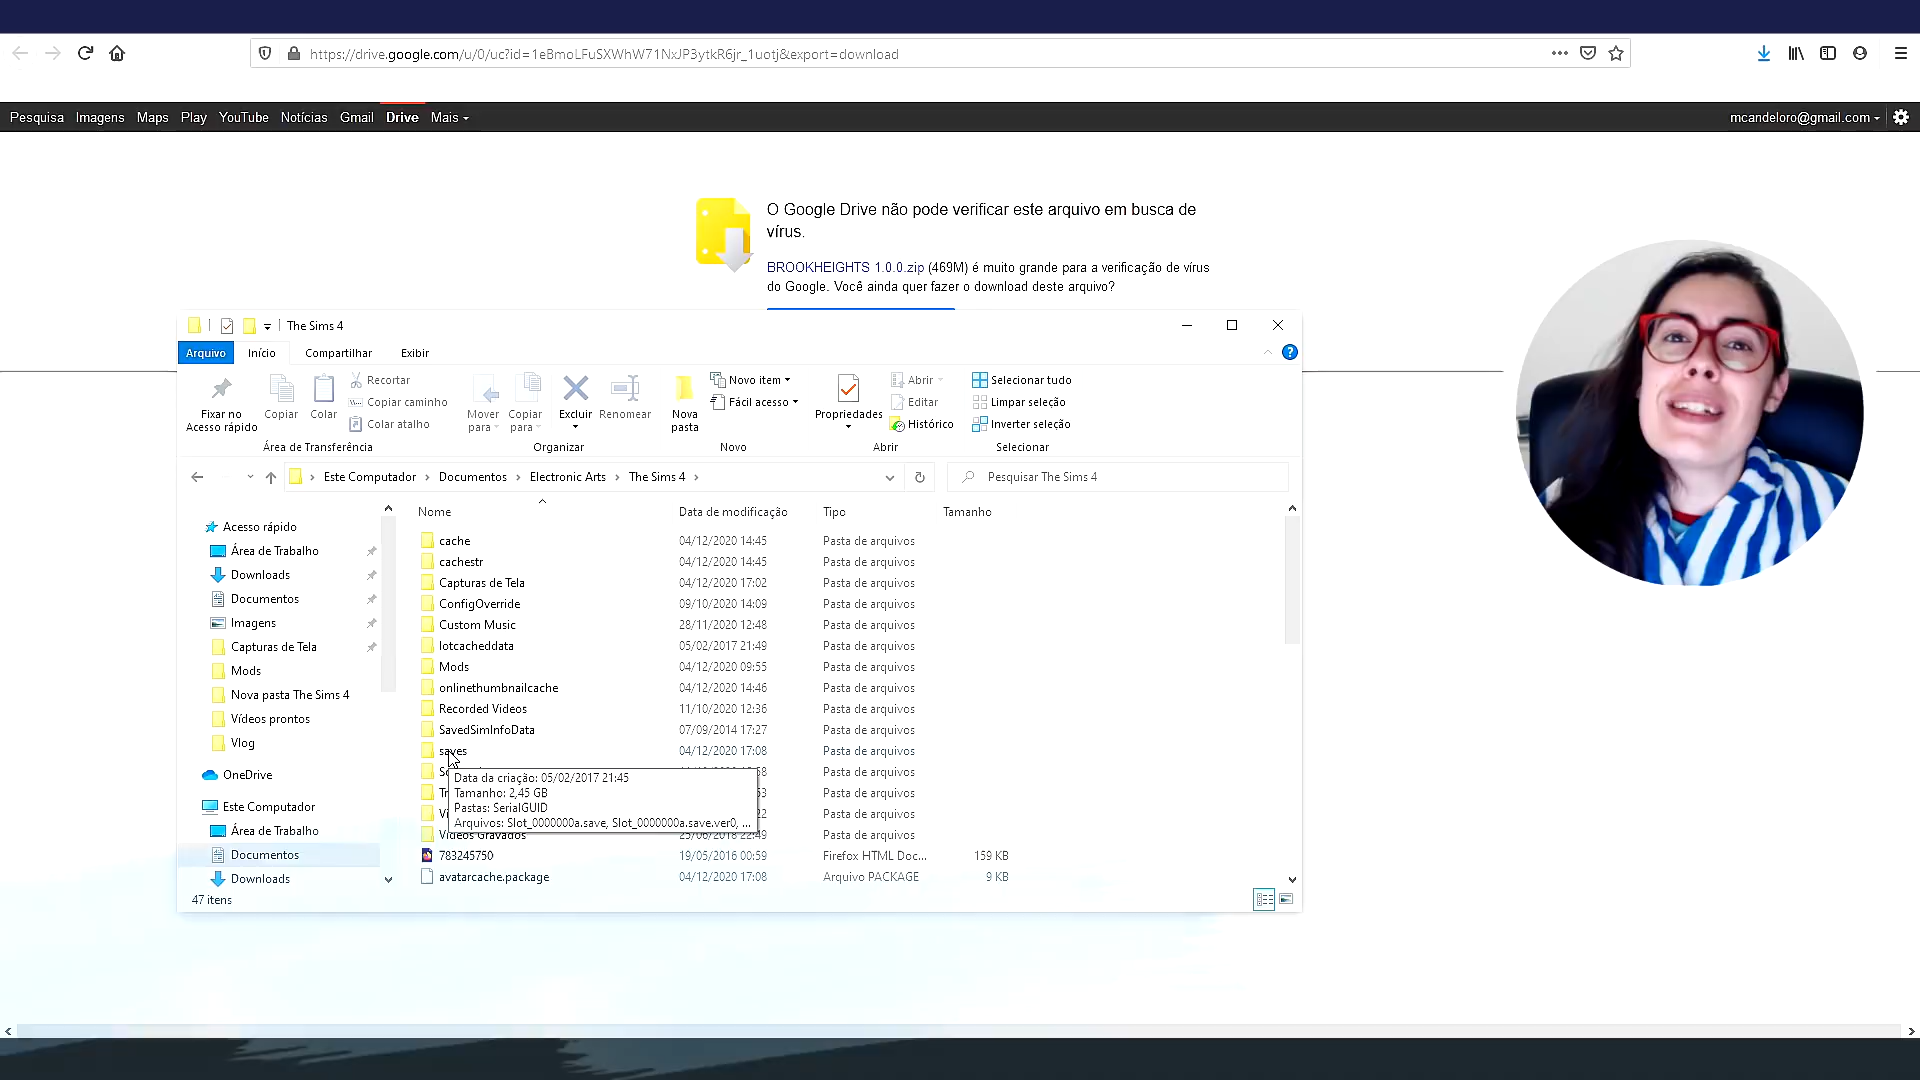 https://drive.google.com/u/0/uc?id=1eBmoLFuSXWhW71NxJP3ytkR6jr_1uotj&export=download
Pesquisa Imagens Maps Play YouTube Notícias Gmail Drive Mais
mcandeloro@gmail.com
O Google Drive não pode verificar este arquivo em busca de
vírus.
BROOKHEIGHTS 1.0.0.zip (469M) é muito grande para a verificação de vírus
do Google. Você ainda quer fazer o download deste arquivo?
The Sims 4
Arquivo Início Compartilhar Exibir
Fixar no
Acesso rápido
Copiar
Colar
Recortar
Copiar caminho
Colar atalho
Área de Transferência
Mover
para
Copiar
para
Excluir
Renomear
Organizar
Nova
pasta
Novo item
Fácil acesso
Novo
Propriedades
Abrir
Editar
Histórico
Abrir
Selecionar tudo
Limpar seleção
Inverter seleção
Selecionar
Este Computador Documentos Electronic Arts The Sims 4
Pesquisar The Sims 4
Acesso rápido
Área de Trabalho
Downloads
Documentos
Imagens
Capturas de Tela
Mods
Nova pasta The Sims 4
Vídeos prontos
Vlog
OneDrive
Este Computador
Área de Trabalho
Documentos
Downloads
Nome Data de modificação Tipo Tamanho
cache 04/12/2020 14:45 Pasta de arquivos
cachestr 04/12/2020 14:45 Pasta de arquivos
Capturas de Tela 04/12/2020 17:02 Pasta de arquivos
ConfigOverride 09/10/2020 14:09 Pasta de arquivos
Custom Music 28/11/2020 12:48 Pasta de arquivos
lotcacheddata 05/02/2017 21:49 Pasta de arquivos
Mods 04/12/2020 09:55 Pasta de arquivos
onlinethumbnailcache 04/12/2020 14:46 Pasta de arquivos
Recorded Videos 11/10/2020 12:36 Pasta de arquivos
SavedSimInfoData 07/09/2014 17:27 Pasta de arquivos
saves 04/12/2020 17:08 Pasta de arquivos
Pasta de arquivos
Pasta de arquivos
Pasta de arquivos
Data da criação: 05/02/2017 21:45
Tamanho: 2,45 GB
Pastas: SerialGUID
Arquivos: Slot_0000000a.save, Slot_0000000a.save.ver0, ...
Vídeos Gravados 25/06/2018 22:49 Pasta de arquivos
783245750 19/05/2016 00:59 Firefox HTML Doc... 159 KB
avatarcache.package 04/12/2020 17:08 Arquivo PACKAGE 9 KB
47 itens